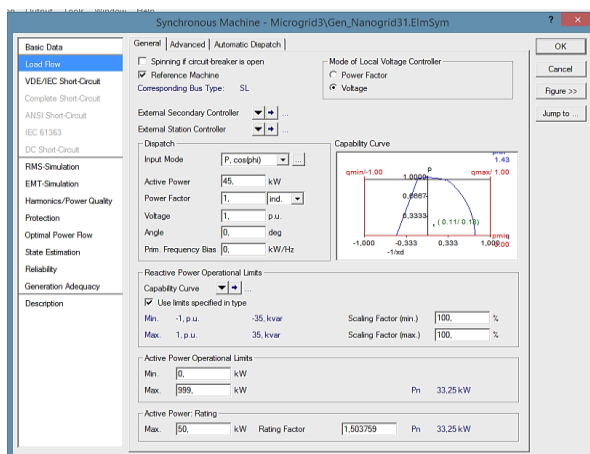 Output Tools Window Help
Synchronous Machine - Microgrid3\Gen_Nanogrid31.ElmSym
? ×
Basic Data
Load Flow
VDE/IEC Short-Circuit
Complete Short-Circuit
ANSI Short-Circuit
IEC 61363
DC Short-Circuit
RMS-Simulation
EMT-Simulation
Harmonics/Power Quality
Protection
Optimal Power Flow
State Estimation
Reliability
Generation Adequacy
Description
General Advanced Automatic Dispatch
Spinning if circuit-breaker is open
Reference Machine
Corresponding Bus Type: SL
Mode of Local Voltage Controller
Power Factor
Voltage
External Secondary Controller ...
External Station Controller ...
Dispatch
Input Mode P, cos(phi) ...
Active Power 45, kW
Power Factor 1, ind.
Voltage 1, p.u.
Angle 0, deg
Prim. Frequency Bias 0, kW/Hz
Capability Curve
1.43
qmin/-1.00 1.0000 p qmax/ 1.00
0.6667
0.3333 ( 0.11/ 0.18)
-1,000 -0.333 0.333 1,000
-1/xd
Reactive Power Operational Limits
Capability Curve ...
Use limits specified in type
Min. -1, p.u. -35, kvar Scaling Factor (min.) 100, %
Max. 1, p.u. 35, kvar Scaling Factor (max.) 100, %
Active Power Operational Limits
Min. 0, kW
Max. 999, kW Pn 33,25 kW
Active Power: Rating
Max. 50, kW Rating Factor 1,503759 Pn 33,25 kW
OK
Cancel
Figure >>
Jump to ...